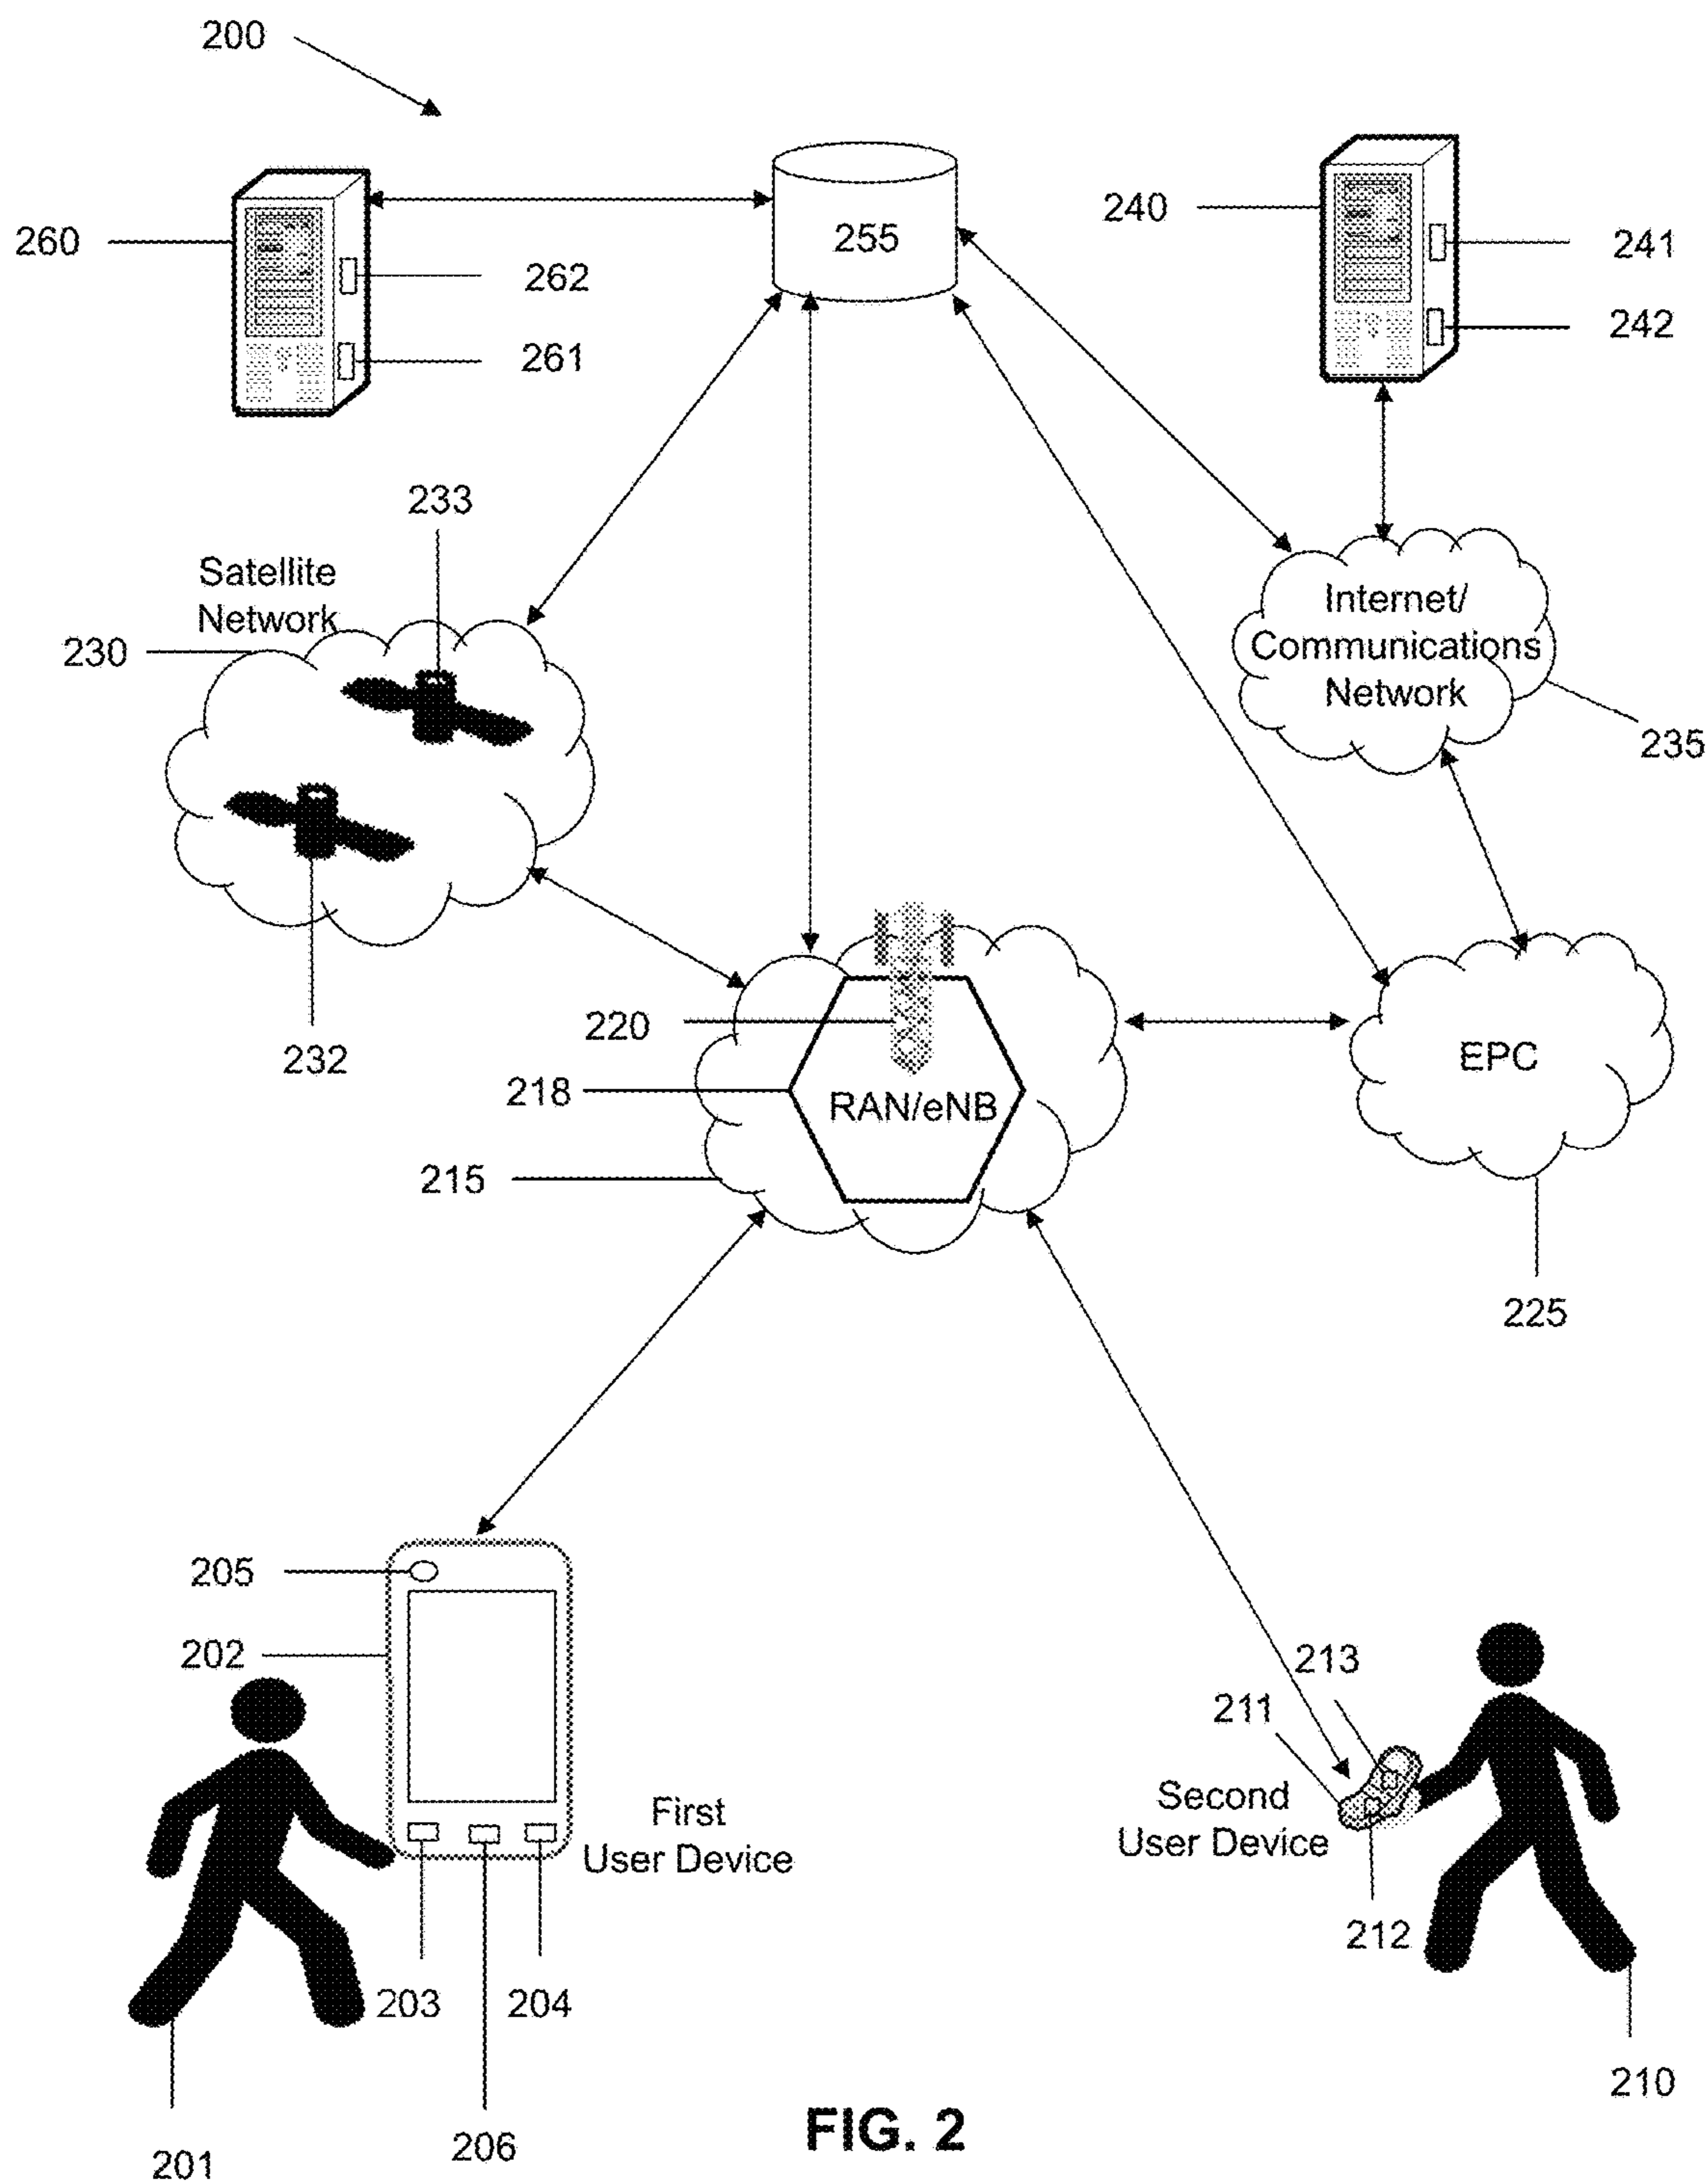 200
260
262
261
255
240
241
242
233
Satellite
Network
230
232
Internet/
Communications
Network
235
220
218
RAN/eNB
215
EPC
225
205
202
First
User Device
203
204
206
201
213
211
Second
User Device
212
210
FIG. 2